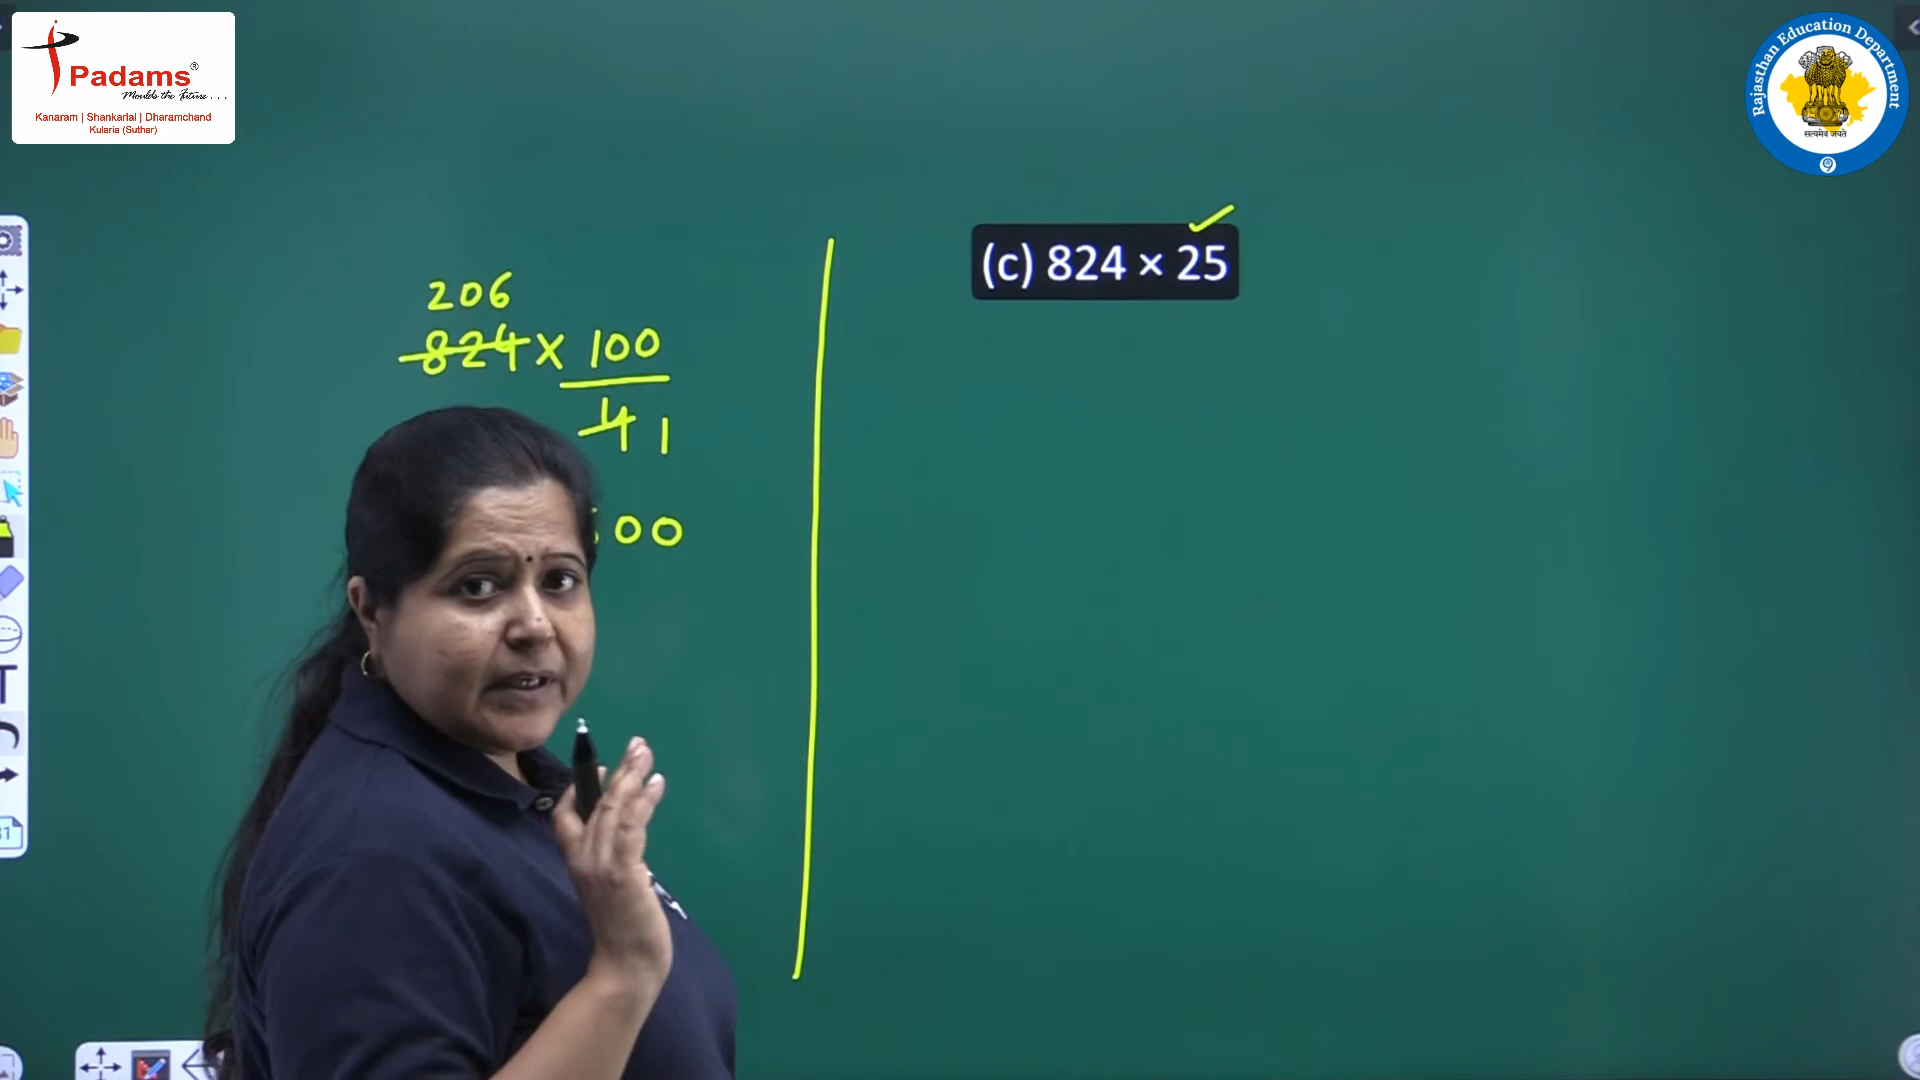 Padams®
Moulds the Future...
Kanaram | Shankarlal | Dharamchand
Kularia (Suthar)
Rajasthan Education Department
सत्यमेव जयते
(c) 824 × 25
206
824 X 100
4 1
00
T
31